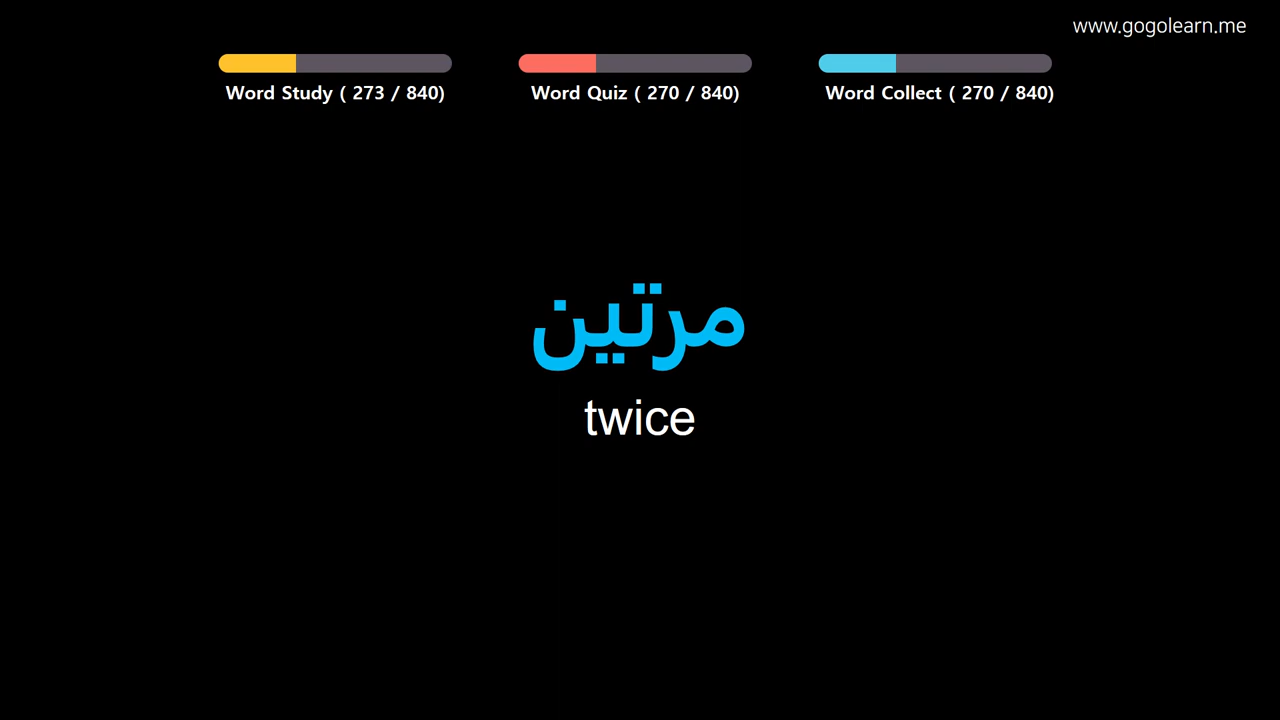 www.gogolearn.me
Word Study ( 273 / 840)
Word Quiz ( 270 / 840)
Word Collect ( 270 / 840)
مرتين
twice